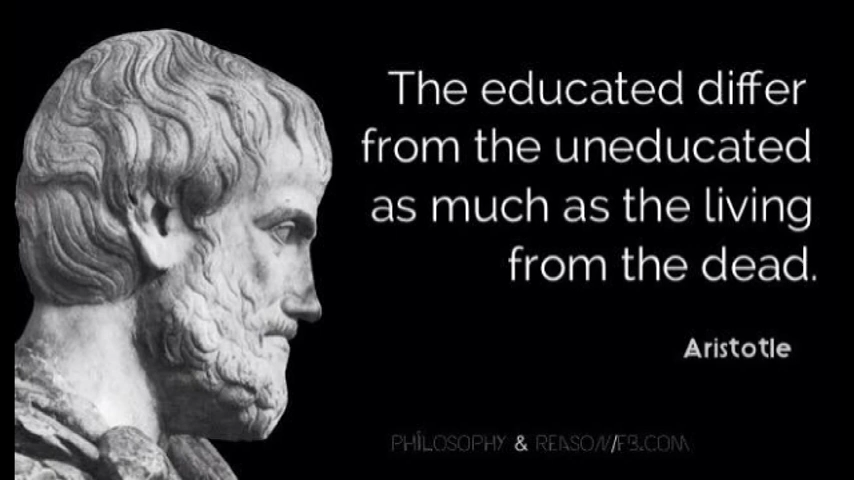 The educated differ
from the uneducated
as much as the living
from the dead.
Aristotle
PHILOSOPHY & REASON/FB.COM